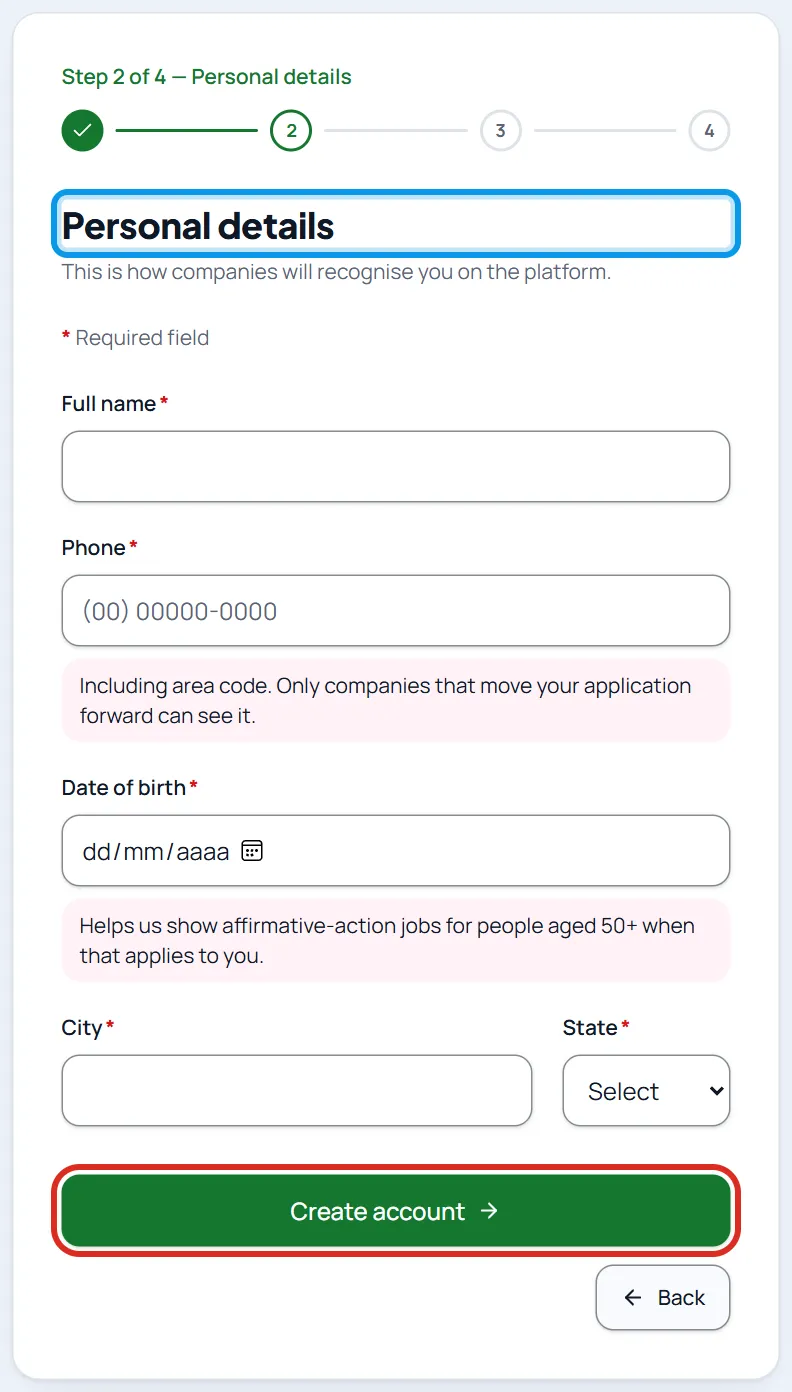 Step 2 of 4 — Personal details
2
3
4
Personal details
This is how companies will recognise you on the platform.
* Required field
Full name *
Phone *
(00) 00000-0000
Including area code. Only companies that move your application
forward can see it.
Date of birth *
dd/mm/aaaa
Helps us show affirmative-action jobs for people aged 50+ when
that applies to you.
City *
State *
Select
Create account →
← Back